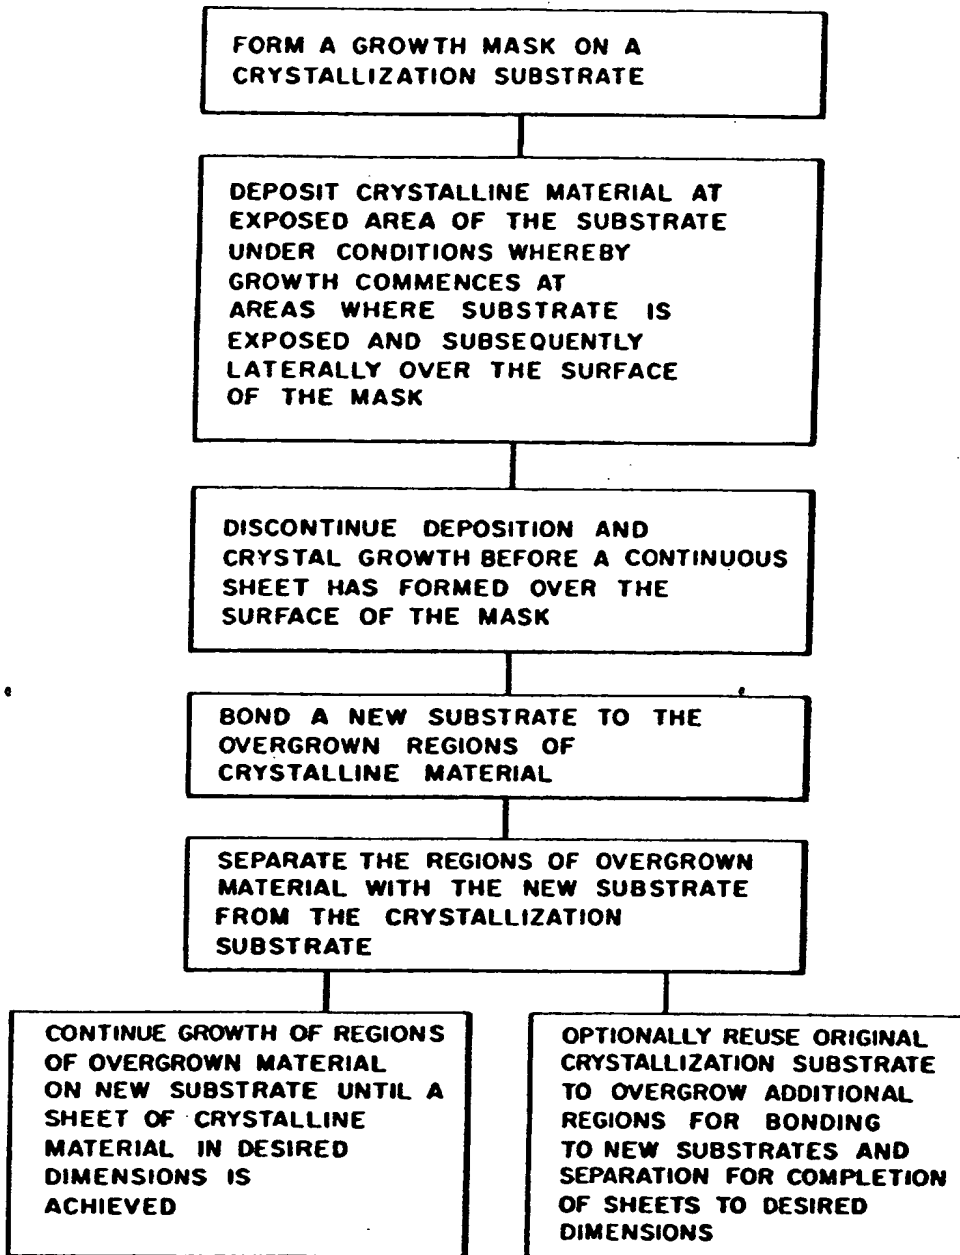 FORM A GROWTH MASK ON A
CRYSTALLIZATION SUBSTRATE
DEPOSIT CRYSTALLINE MATERIAL AT
EXPOSED AREA OF THE SUBSTRATE
UNDER CONDITIONS WHEREBY
GROWTH COMMENCES AT
AREAS WHERE SUBSTRATE IS
EXPOSED AND SUBSEQUENTLY
LATERALLY OVER THE SURFACE
OF THE MASK
DISCONTINUE DEPOSITION AND
CRYSTAL GROWTH BEFORE A CONTINUOUS
SHEET HAS FORMED OVER THE
SURFACE OF THE MASK
BOND A NEW SUBSTRATE TO THE
OVERGROWN REGIONS OF
CRYSTALLINE MATERIAL
SEPARATE THE REGIONS OF OVERGROWN
MATERIAL WITH THE NEW SUBSTRATE
FROM THE CRYSTALLIZATION
SUBSTRATE
CONTINUE GROWTH OF REGIONS
OF OVERGROWN MATERIAL
ON NEW SUBSTRATE UNTIL A
SHEET OF CRYSTALLINE
MATERIAL IN DESIRED
DIMENSIONS IS
ACHIEVED
OPTIONALLY REUSE ORIGINAL
CRYSTALLIZATION SUBSTRATE
TO OVERGROW ADDITIONAL
REGIONS FOR BONDING
TO NEW SUBSTRATES AND
SEPARATION FOR COMPLETION
OF SHEETS TO DESIRED
DIMENSIONS